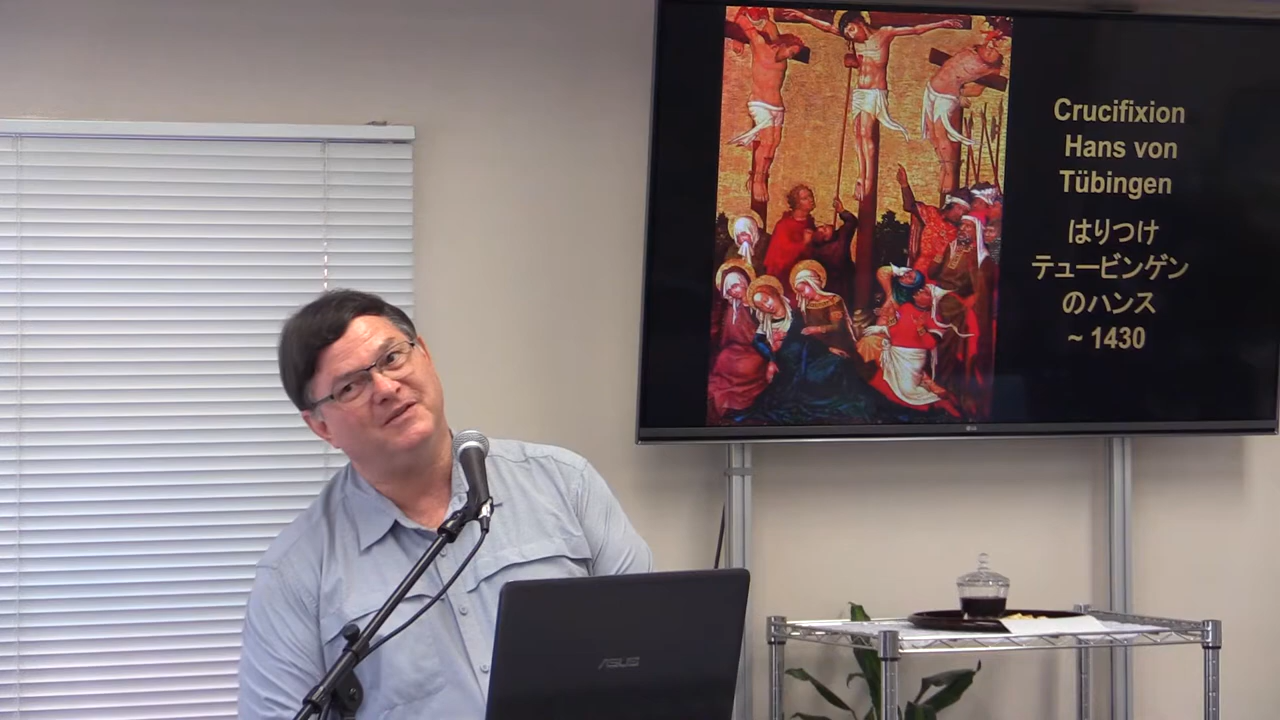 Crucifixion
Hans von
Tübingen
はりつけ
テュービンゲン
のハンス
~ 1430
LG
ASUS